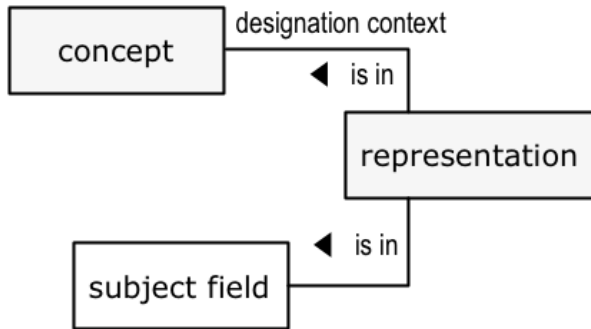 concept
designation context
is in
representation
is in
subject field